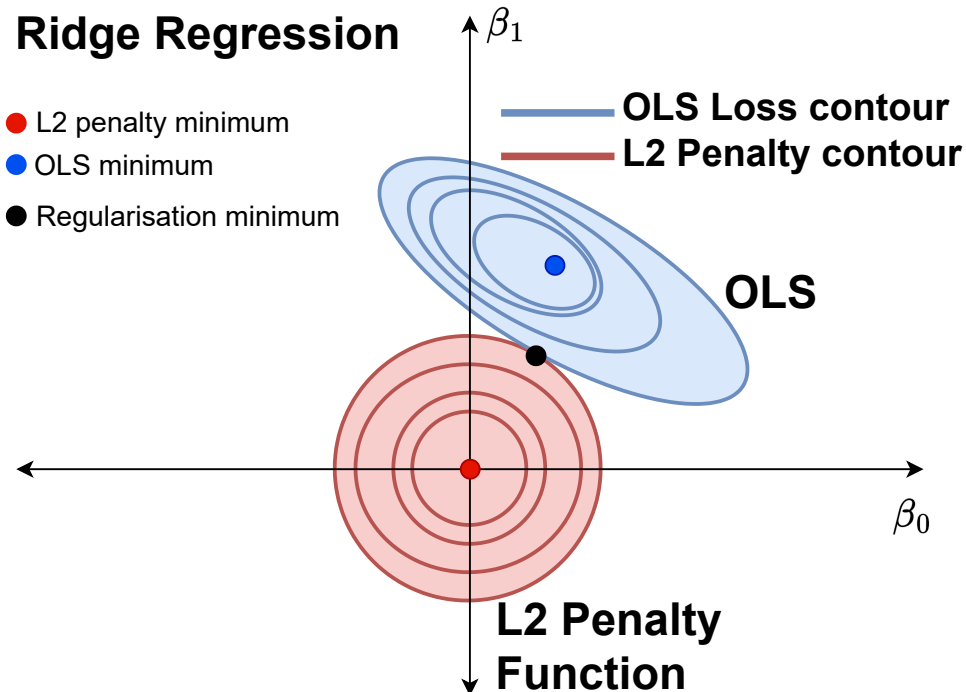 Ridge Regression
β₁
L2 penalty minimum
OLS minimum
Regularisation minimum
OLS Loss contour
L2 Penalty contour
OLS
β₀
L2 Penalty
Function